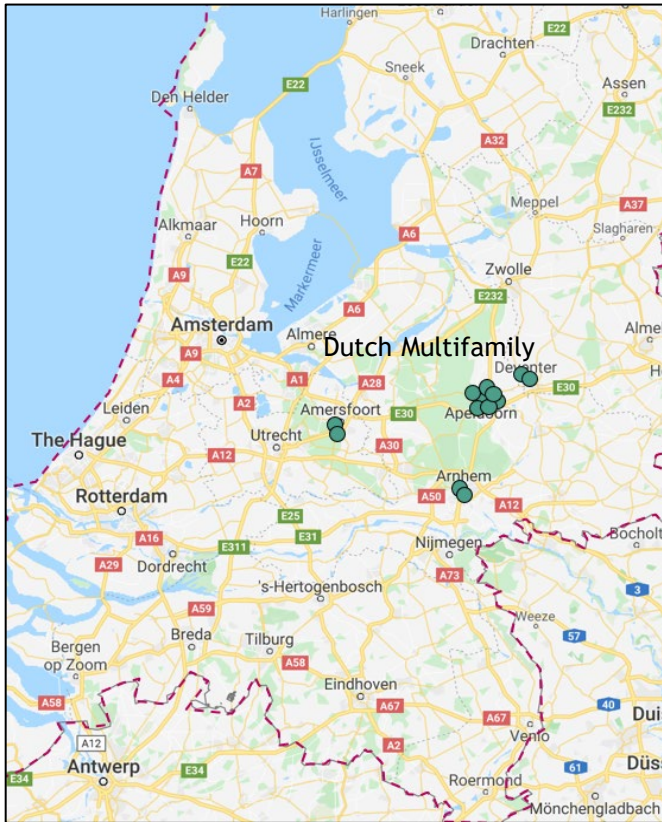 Harlingen
E22
Drachten
Sneek
Assen
E22
E232
Den Helder
A32
IJsselmeer
A7
Meppel
A37
Slagharen
Alkmaar
Hoorn
A6
E22
Markermeer
A9
Zwolle
E232
A6
Amsterdam
Almere
Alme
Dutch Multifamily
A9
Deventer
A4
A1
A28
E30
A2
Leiden
Amersfoort
E30
Apeldoorn
The Hague
Utrecht
A30
A12
Arnhem
Rotterdam
A50
A12
E25
A16
E31
Bocholt
E311
Nijmegen
Dordrecht
A29
A73
3
's-Hertogenbosch
A59
Weeze
57
Bergen
op Zoom
Breda
Tilburg
A58
Eindhoven
A58
A67
A67
40
Dui
A12
Venlo
A2
E34
E34
61
Düss
Antwerp
Roermond
Mönchengladbach